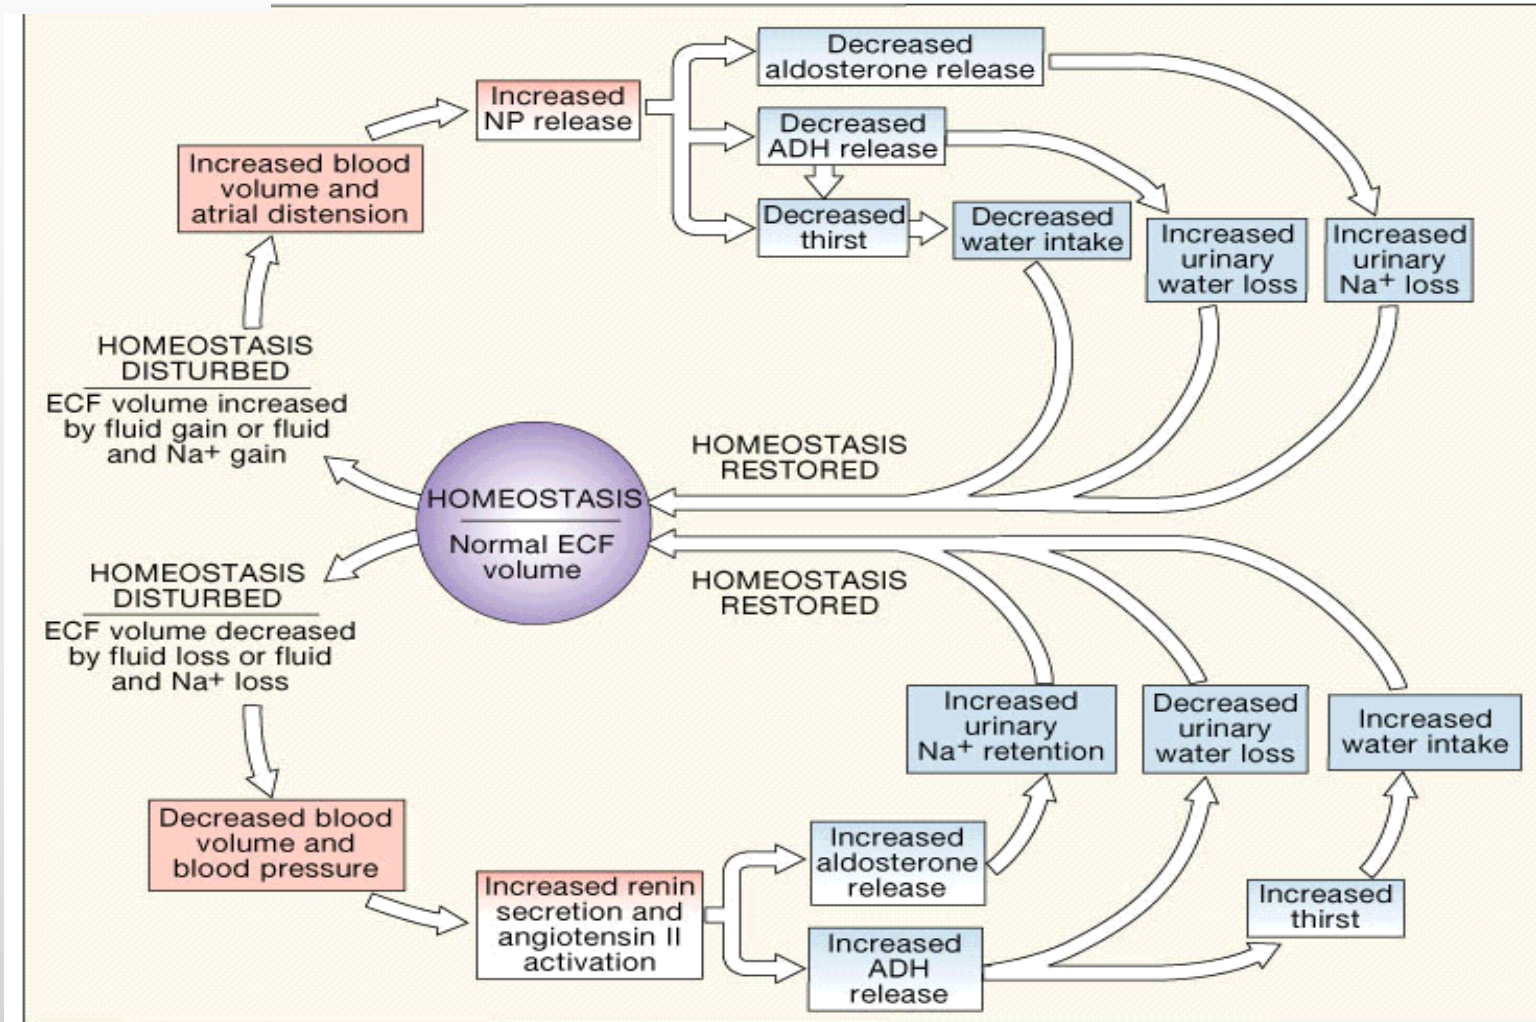 Increased
NP release
Decreased
aldosterone release
Decreased
ADH release
Decreased
thirst
Decreased
water intake
Increased
urinary
water loss
Increased
urinary
Na⁺ loss
Increased blood
volume and
atrial distension
HOMEOSTASIS
DISTURBED
ECF volume increased
by fluid gain or fluid
and Na+ gain
HOMEOSTASIS
Normal ECF
volume
HOMEOSTASIS
RESTORED
HOMEOSTASIS
RESTORED
HOMEOSTASIS
DISTURBED
ECF volume decreased
by fluid loss or fluid
and Na+ loss
Decreased blood
volume and
blood pressure
Increased renin
secretion and
angiotensin II
activation
Increased
aldosterone
release
Increased
ADH
release
Increased
urinary
Na⁺ retention
Decreased
urinary
water loss
Increased
water intake
Increased
thirst